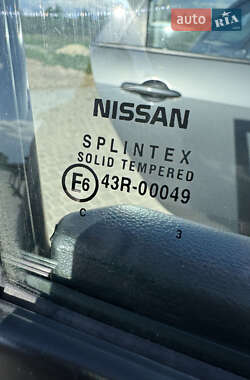 AUTO RIA
NISSAN
SPLINTEX
SOLID TEMPERED
E6 43R-00049
C
3